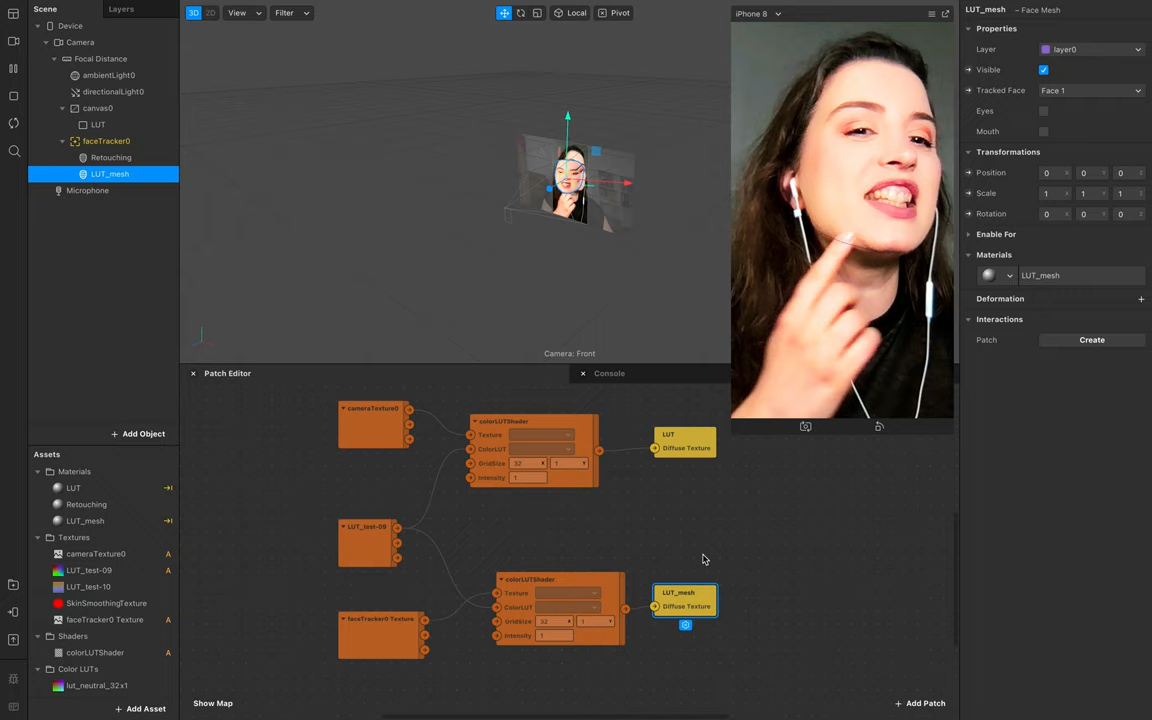 Scene
Layers
Device
Camera
Focal Distance
ambientLight0
directionalLight0
canvas0
LUT
faceTracker0
Retouching
LUT_mesh
Microphone
Add Object
Assets
Materials
LUT
Retouching
LUT_mesh
Textures
cameraTexture0 A
LUT_test-09 A
LUT_test-10
SkinSmoothingTexture
faceTracker0 Texture A
Shaders
colorLUTShader A
Color LUTs
lut_neutral_32x1
Add Asset
3D 2D View Filter
Local Pivot
Camera: Front
iPhone 8
Patch Editor
Console
cameraTexture0
colorLUTShader
Texture
ColorLUT
GridSize 32 X 1 Y
Intensity 1
LUT
Diffuse Texture
LUT_test-09
faceTracker0 Texture
colorLUTShader
Texture
ColorLUT
GridSize 32 X 1 Y
Intensity 1
LUT_mesh
Diffuse Texture
Show Map
Add Patch
LUT_mesh – Face Mesh
Properties
Layer layer0
Visible
Tracked Face Face 1
Eyes
Mouth
Transformations
Position 0 X 0 Y 0 Z
Scale 1 X 1 Y 1 Z
Rotation 0 X 0 Y 0 Z
Enable For
Materials
LUT_mesh
Deformation
Interactions
Patch Create